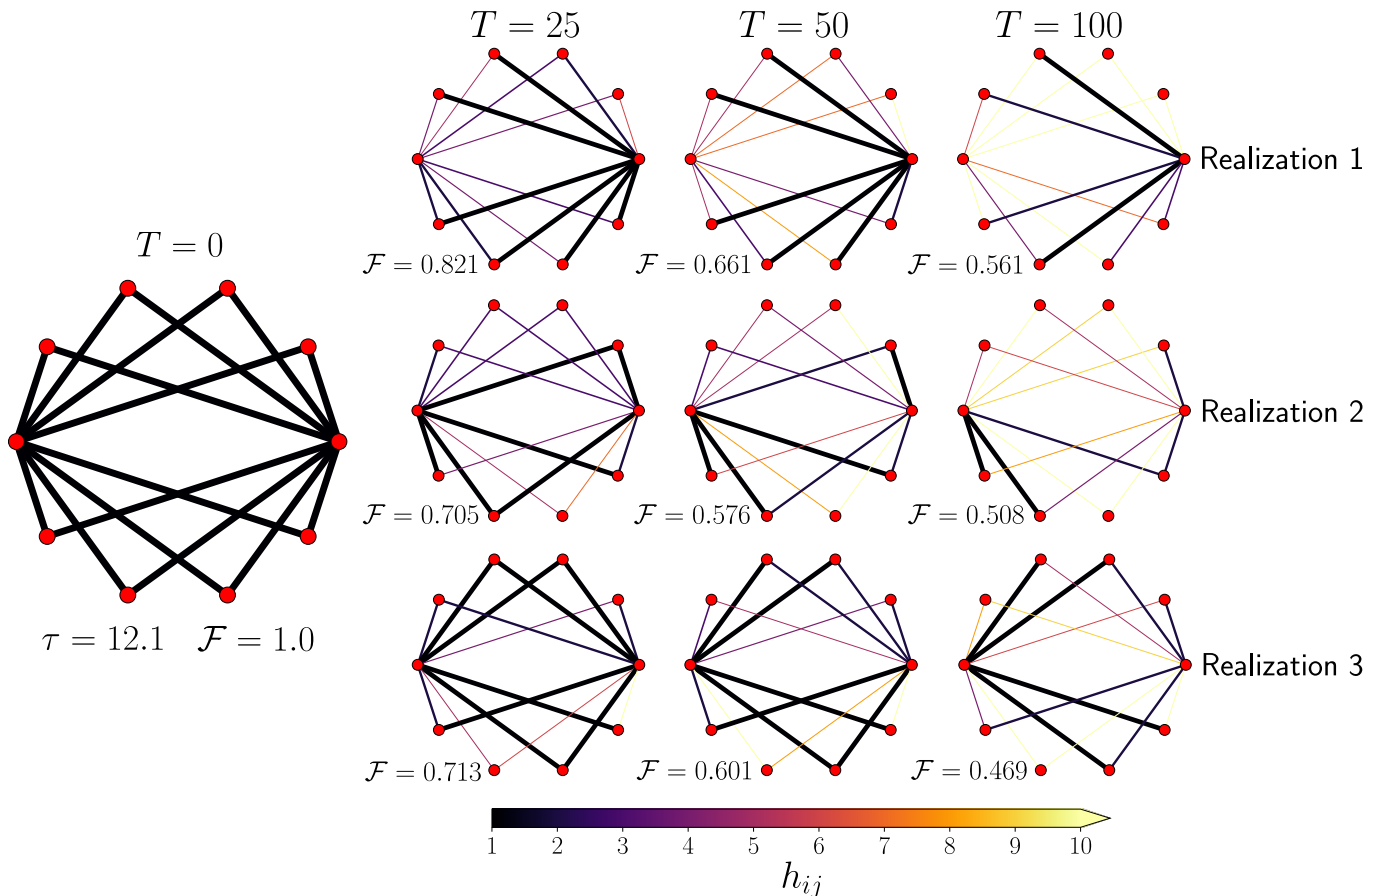 T = 25
T = 50
T = 100
Realization 1
F = 0.821
F = 0.661
F = 0.561
T = 0
τ = 12.1 F = 1.0
Realization 2
F = 0.705
F = 0.576
F = 0.508
Realization 3
F = 0.713
F = 0.601
F = 0.469
1 2 3 4 5 6 7 8 9 10
h_{ij}